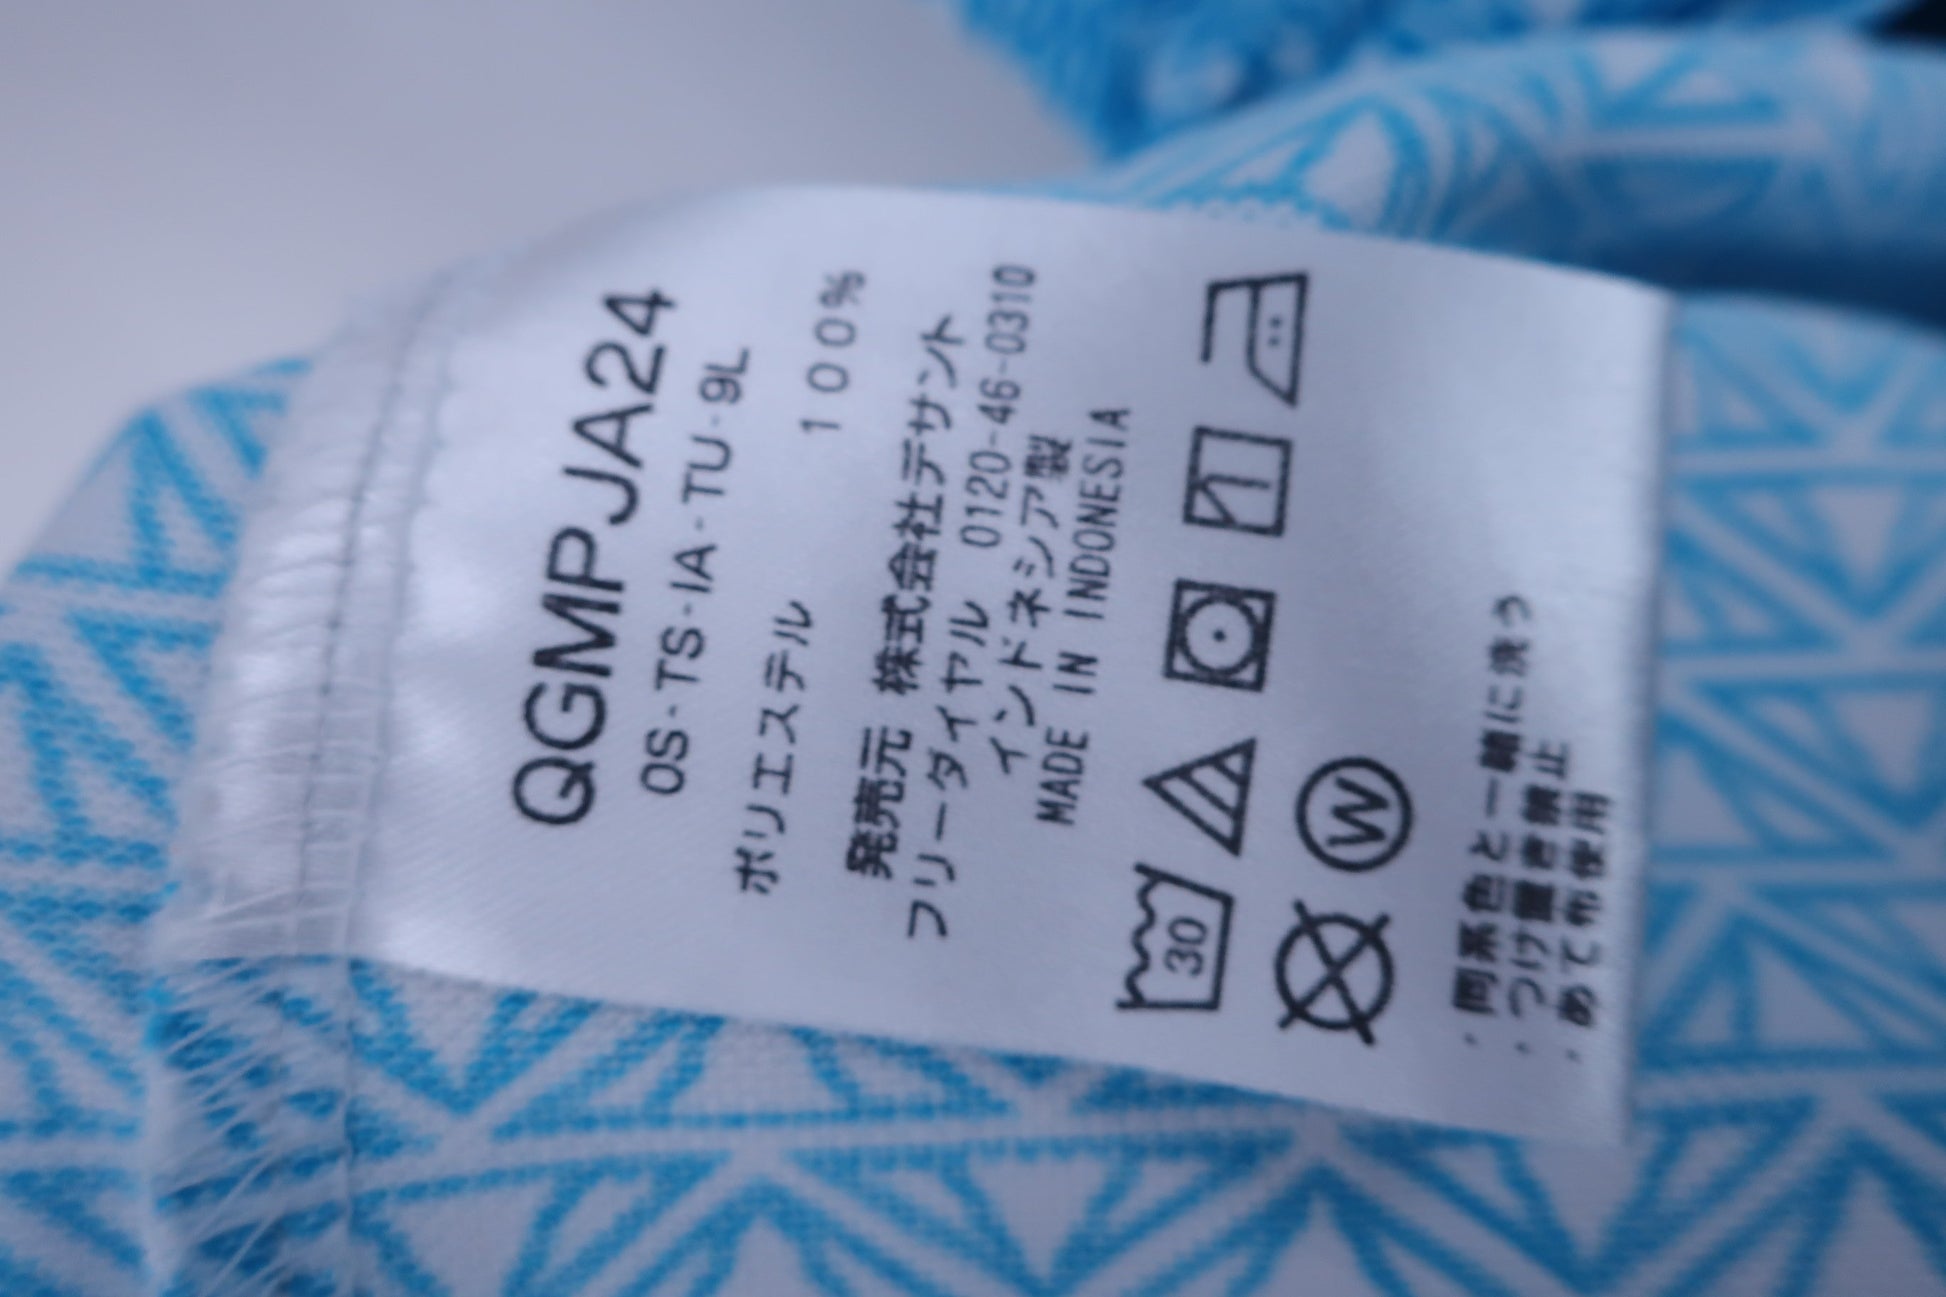 QGMPJA24
0S-TS-IA-TU-9L
ポリエステル 100%
発売元 株式会社デサント
フリーダイヤル 0120-46-0310
インドネシア製
MADE IN INDONESIA
30
W
・同系色と一緒に洗う
・つけ置き禁止
・あて布使用